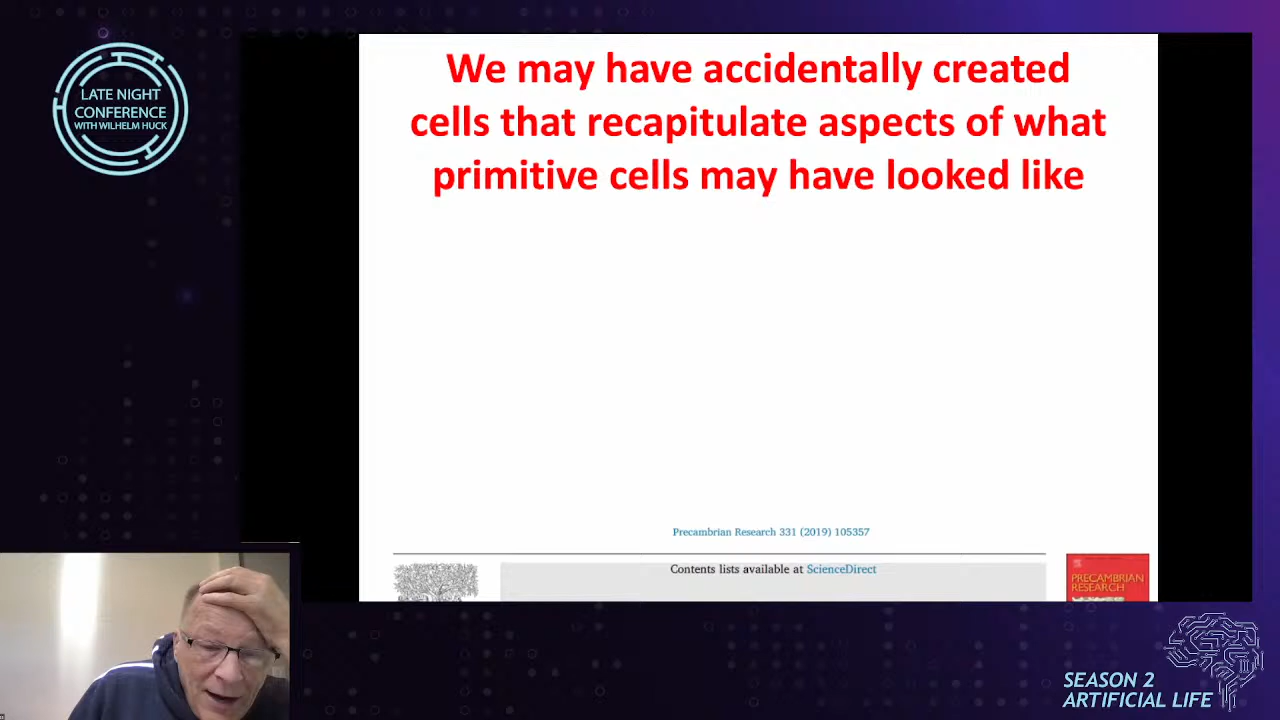 LATE NIGHT
CONFERENCE
WITH WILHELM HUCK
We may have accidentally created
cells that recapitulate aspects of what
primitive cells may have looked like
Precambrian Research 331 (2019) 105357
Contents lists available at ScienceDirect
PRECAMBRIAN
RESEARCH
SEASON 2
ARTIFICIAL LIFE